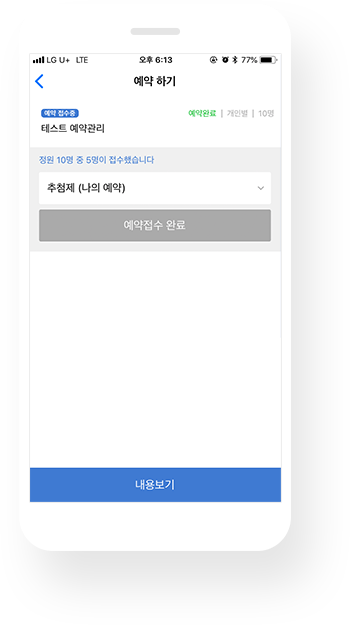 LG U+ LTE 오후 6:13 77%
예약 하기
예약 접수중 예약완료 | 개인별 | 10명
테스트 예약관리
정원 10명 중 5명이 접수했습니다
추첨제 (나의 예약)
예약접수 완료
내용보기